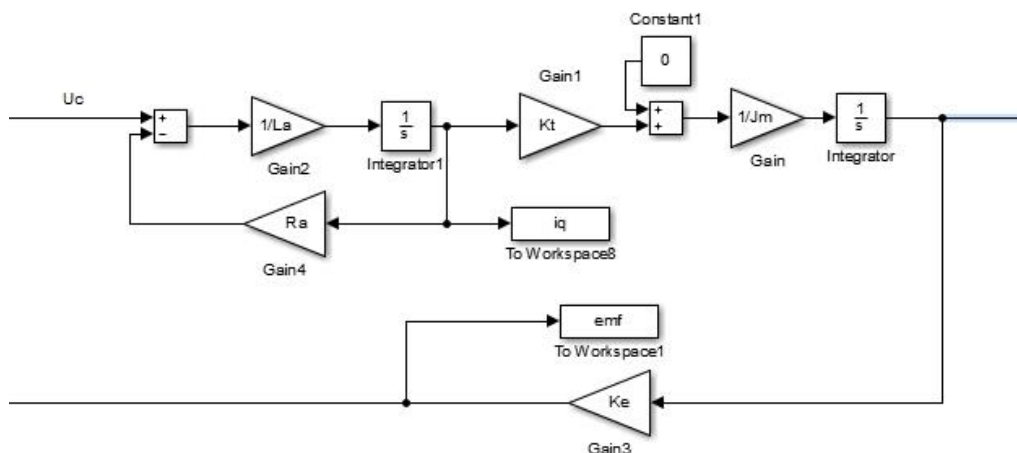 Constant1
0
Gain1
Uc
+
−
1/La
1
s
Kt
+
+
1/Jm
1
s
Gain2
Integrator1
Gain
Integrator
Ra
iq
Gain4
To Workspace8
emf
To Workspace1
Ke
Gain3